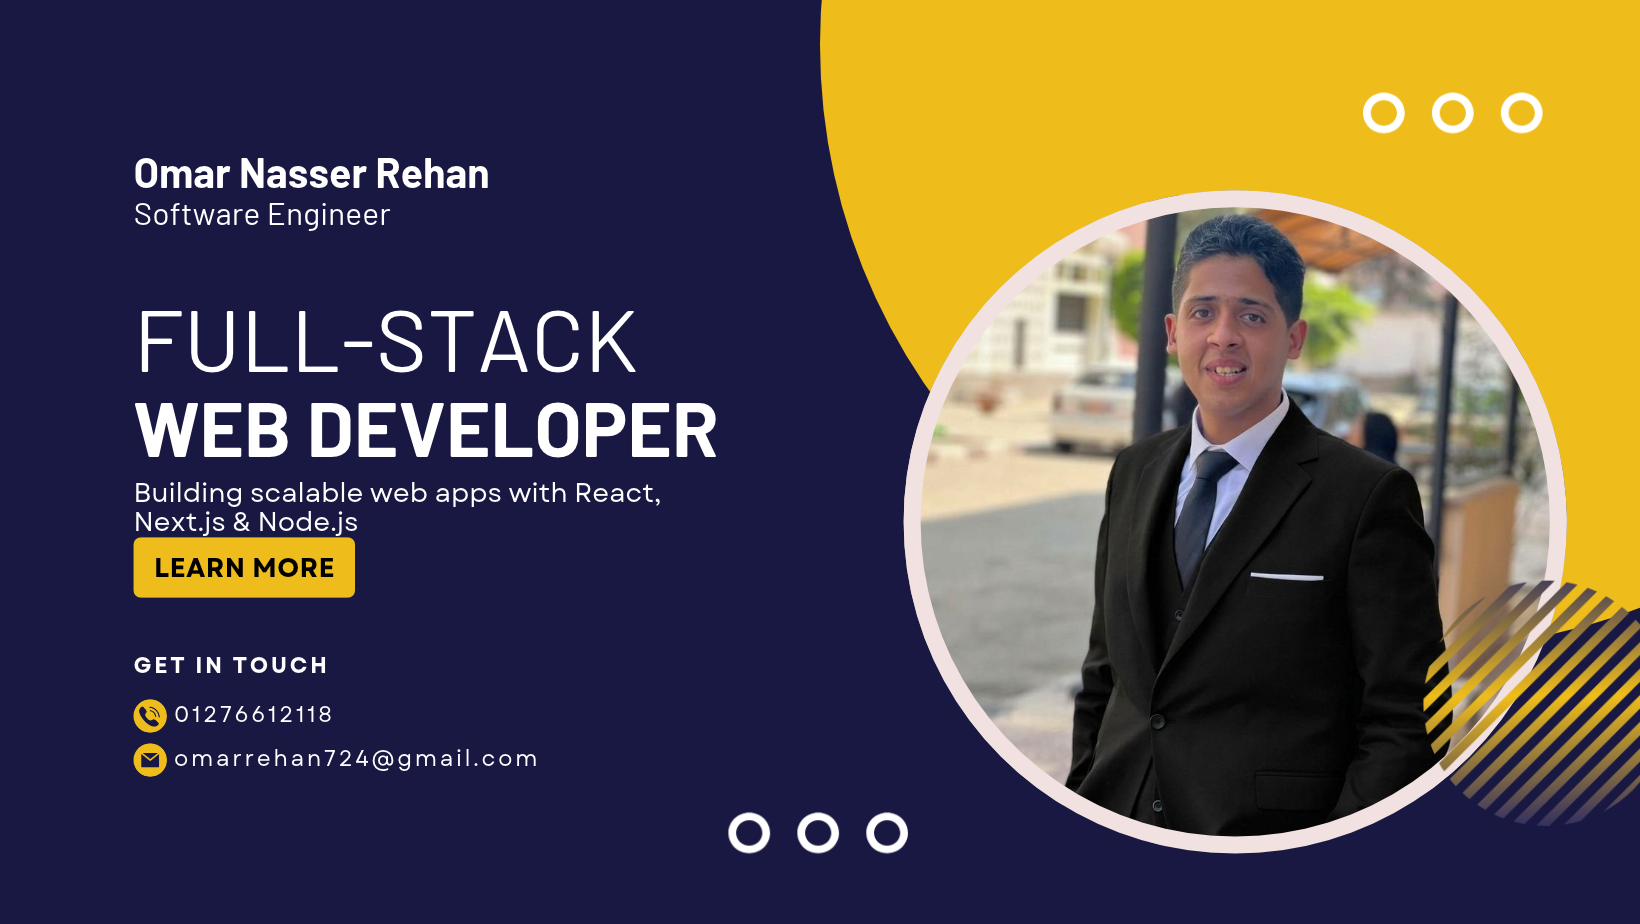 Omar Nasser Rehan
Software Engineer
FULL-STACK
WEB DEVELOPER
Building scalable web apps with React,
Next.js & Node.js
LEARN MORE
GET IN TOUCH
01276612118
omarrehan724@gmail.com